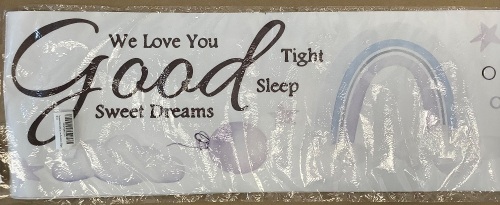 We Love You
Good
Tight
Sleep
Sweet Dreams